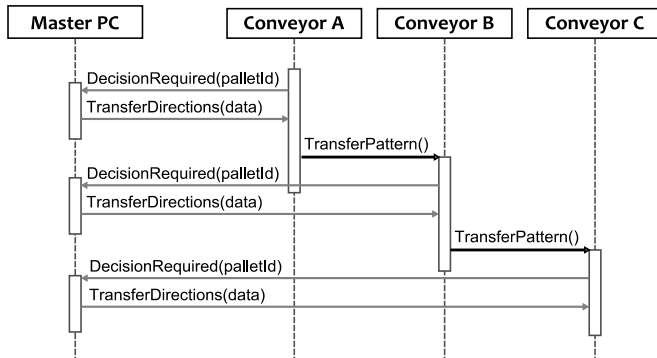 Master PC
Conveyor A
Conveyor B
Conveyor C
DecisionRequired(palletId)
TransferDirections(data)
TransferPattern()
DecisionRequired(palletId)
TransferDirections(data)
TransferPattern()
DecisionRequired(palletId)
TransferDirections(data)